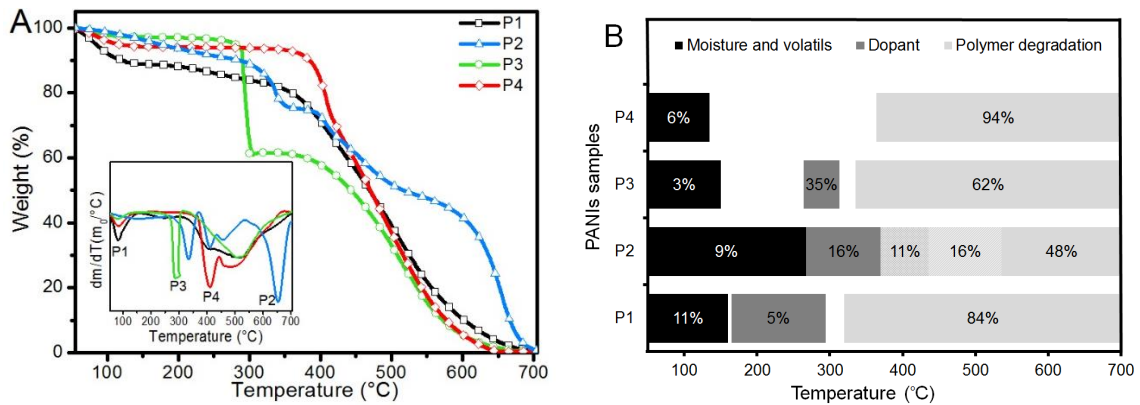 A
100
80
60
40
20
0
Weight (%)
P1
P2
P3
P4
dm/dT(m₀/°C)
P1
P3
P4
P2
100 200 300 400 500 600 700
Temperature (°C)
100 200 300 400 500 600 700
Temperature (°C)
B
Moisture and volatils Dopant Polymer degradation
PANIs samples
P4 6% 94%
P3 3% 35% 62%
P2 9% 16% 11% 16% 48%
P1 11% 5% 84%
100 200 300 400 500 600 700
Temperature (°C)